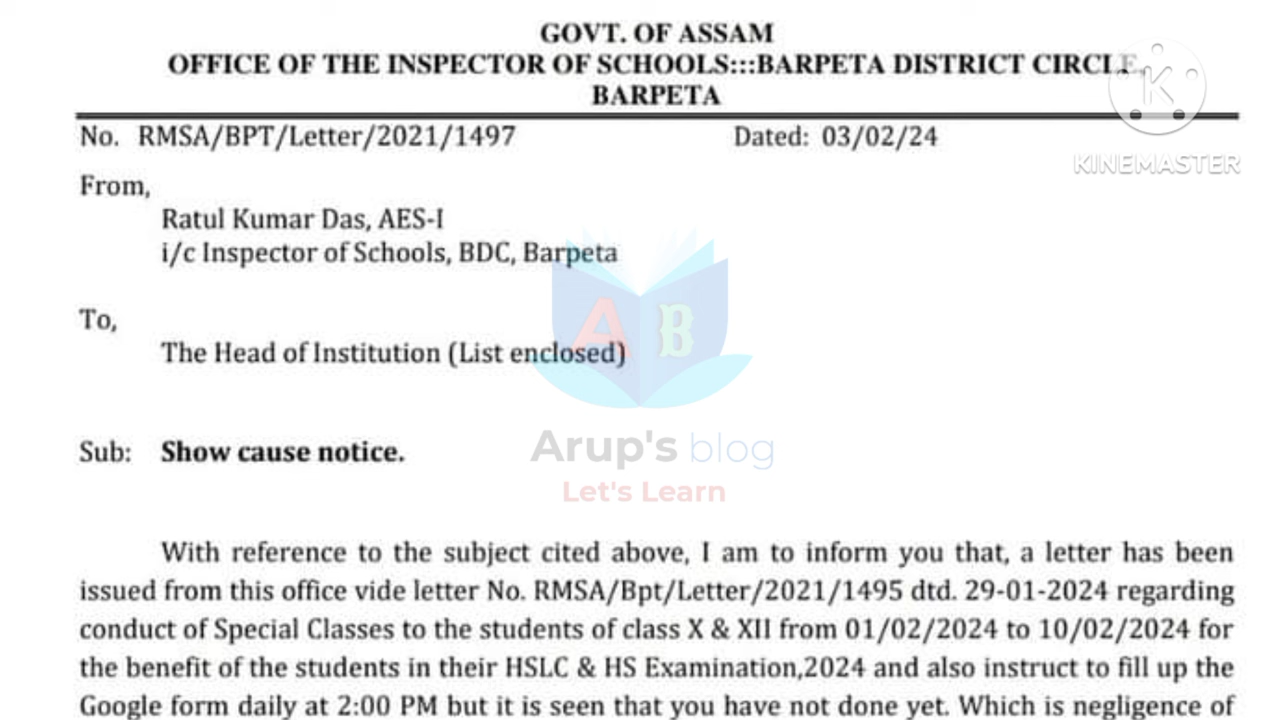 GOVT. OF ASSAM
OFFICE OF THE INSPECTOR OF SCHOOLS:::BARPETA DISTRICT CIRCLE,
BARPETA
No. RMSA/BPT/Letter/2021/1497 Dated: 03/02/24
K
KINEMASTER
From,
Ratul Kumar Das, AES-I
i/c Inspector of Schools, BDC, Barpeta
To,
The Head of Institution (List enclosed)
A B
Sub: Show cause notice.
Arup's blog
Let's Learn
With reference to the subject cited above, I am to inform you that, a letter has been
issued from this office vide letter No. RMSA/Bpt/Letter/2021/1495 dtd. 29-01-2024 regarding
conduct of Special Classes to the students of class X & XII from 01/02/2024 to 10/02/2024 for
the benefit of the students in their HSLC & HS Examination,2024 and also instruct to fill up the
Google form daily at 2:00 PM but it is seen that you have not done yet. Which is negligence of